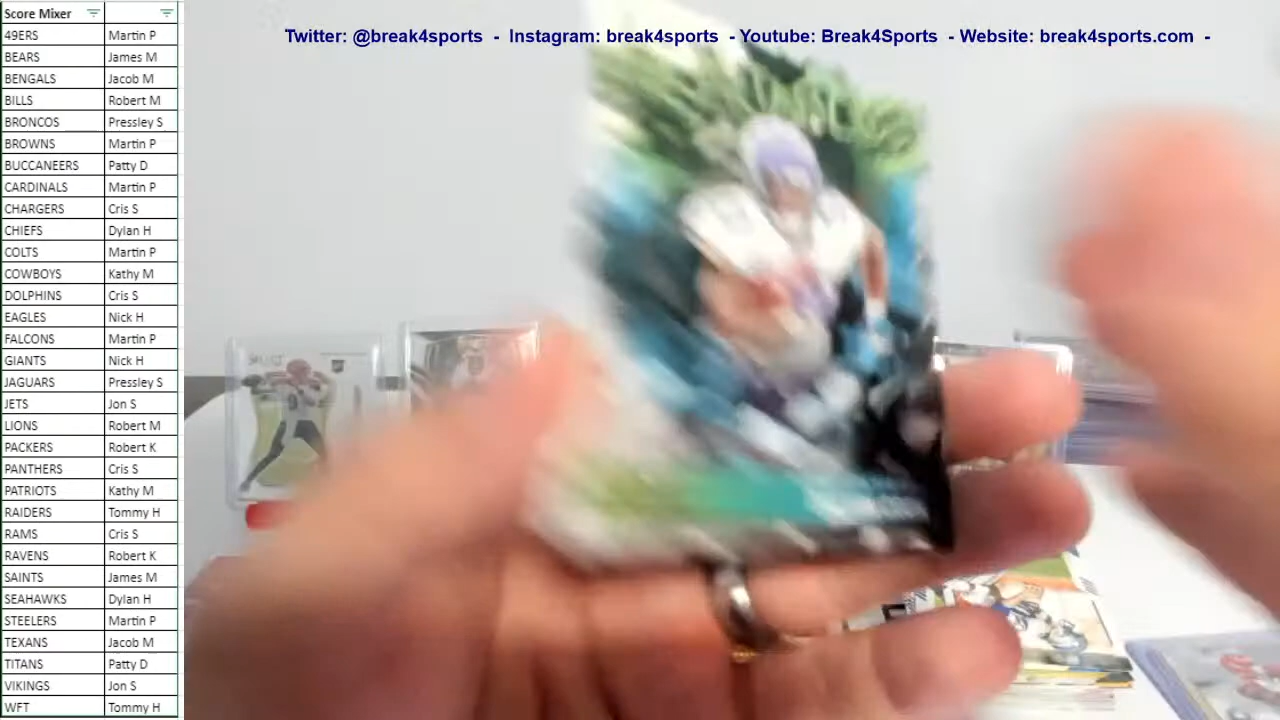 Twitter: @break4sports - Instagram: break4sports - Youtube: Break4Sports - Website: break4sports.com -
Score Mixer
49ERS Martin P
BEARS James M
BENGALS Jacob M
BILLS Robert M
BRONCOS Pressley S
BROWNS Martin P
BUCCANEERS Patty D
CARDINALS Martin P
CHARGERS Cris S
CHIEFS Dylan H
COLTS Martin P
COWBOYS Kathy M
DOLPHINS Cris S
EAGLES Nick H
FALCONS Martin P
GIANTS Nick H
JAGUARS Pressley S
JETS Jon S
LIONS Robert M
PACKERS Robert K
PANTHERS Cris S
PATRIOTS Kathy M
RAIDERS Tommy H
RAMS Cris S
RAVENS Robert K
SAINTS James M
SEAHAWKS Dylan H
STEELERS Martin P
TEXANS Jacob M
TITANS Patty D
VIKINGS Jon S
WFT Tommy H
SELECT